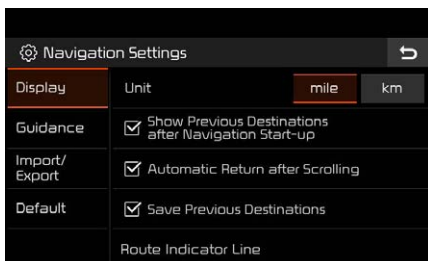 Navigation Settings
Display
Unit
mile
km
Guidance
Show Previous Destinations
after Navigation Start-up
Import/
Export
Automatic Return after Scrolling
Default
Save Previous Destinations
Route Indicator Line